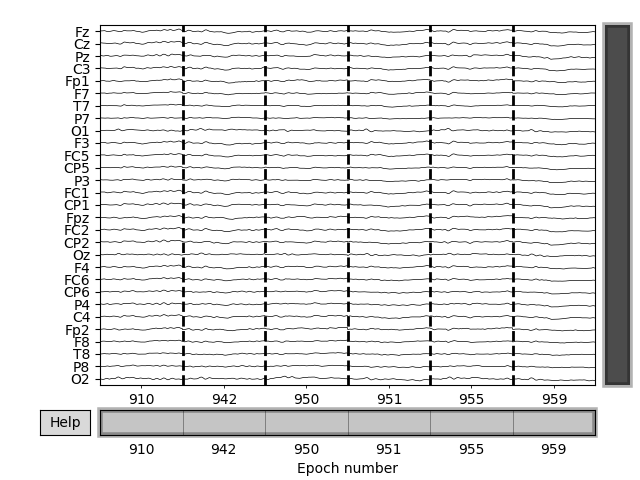 Fz
Cz
Pz
C3
Fp1
F7
T7
P7
O1
F3
FC5
CP5
P3
FC1
CP1
Fpz
FC2
CP2
Oz
F4
FC6
CP6
P4
C4
Fp2
F8
T8
P8
O2
910 942 950 951 955 959
Help
910 942 950 951 955 959
Epoch number